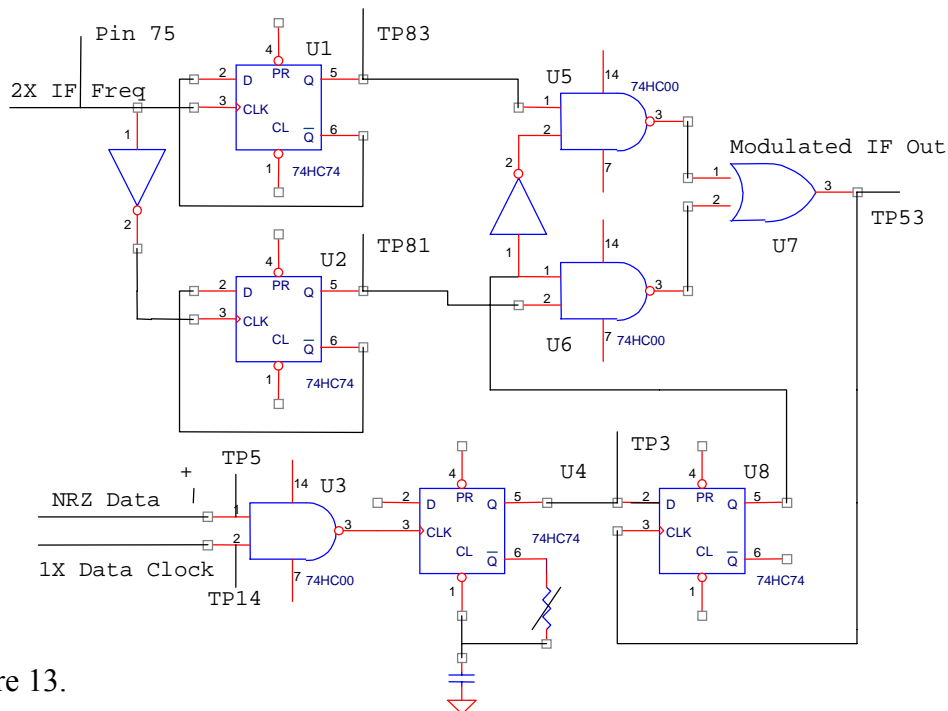 Pin 75
TP83
4
U1
2
D
PR
Q
5
2X IF Freq
3
CLK
CL
Q
6
1
74HC74
1
2
U5
14
74HC00
1
2
3
7
2
1
Modulated IF Out
1
2
3
TP53
U7
4
U2
TP81
2
D
PR
Q
5
3
CLK
CL
Q
6
1
74HC74
14
1
2
3
7
U6
74HC00
+
TP5
14
U3
NRZ Data
1
2
3
1X Data Clock
7
74HC00
TP14
4
U4
2
D
PR
Q
5
3
CLK
74HC74
CL
Q
6
1
TP3
4
U8
2
D
PR
Q
5
3
CLK
CL
Q
6
1
74HC74
re 13.